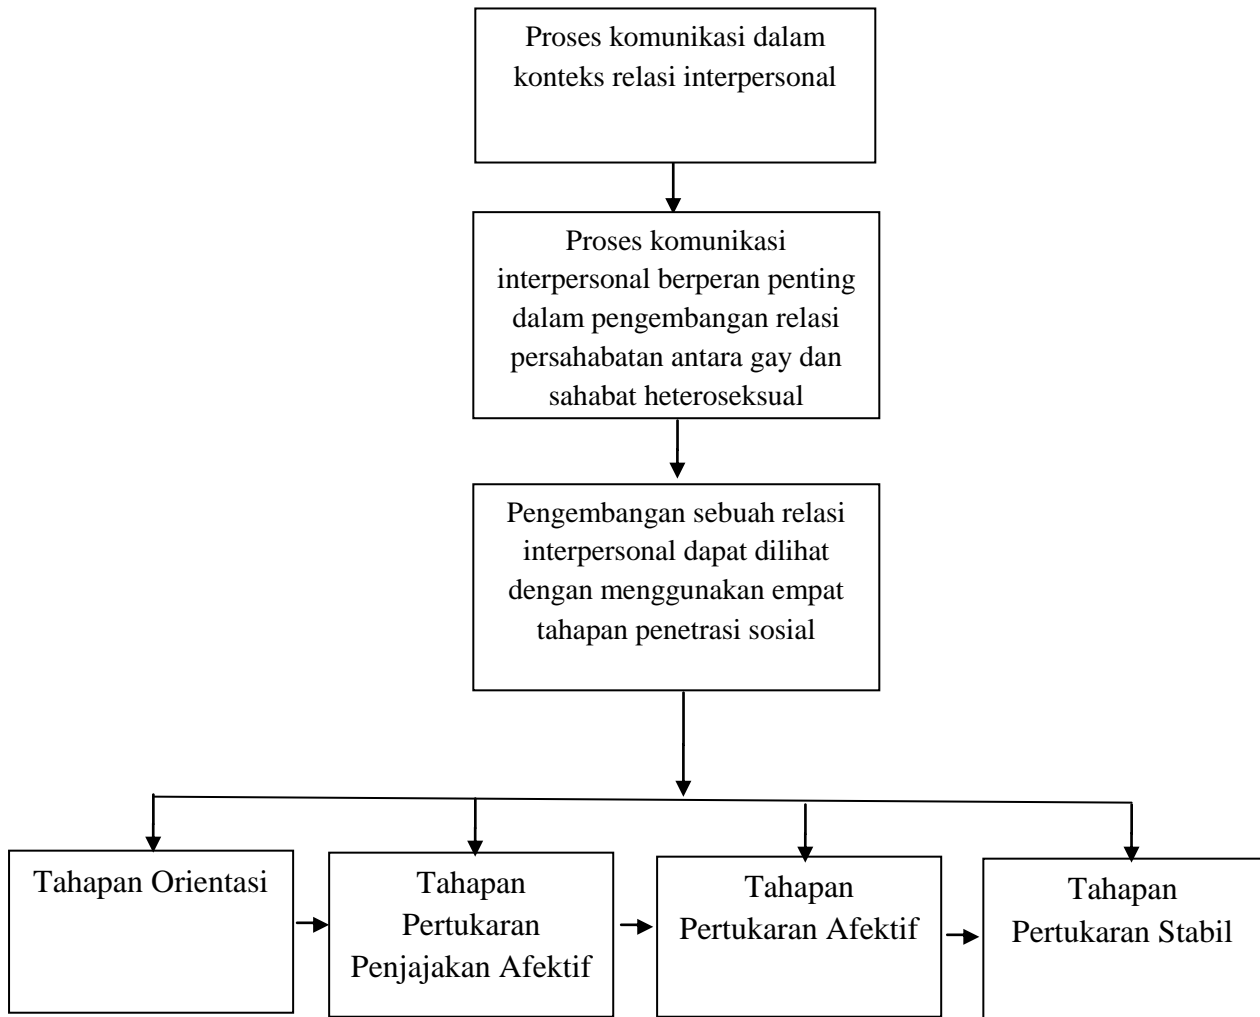 Proses komunikasi dalam
konteks relasi interpersonal
Proses komunikasi
interpersonal berperan penting
dalam pengembangan relasi
persahabatan antara gay dan
sahabat heteroseksual
Pengembangan sebuah relasi
interpersonal dapat dilihat
dengan menggunakan empat
tahapan penetrasi sosial
Tahapan Orientasi
Tahapan
Pertukaran
Penjajakan Afektif
Tahapan
Pertukaran Afektif
Tahapan
Pertukaran Stabil